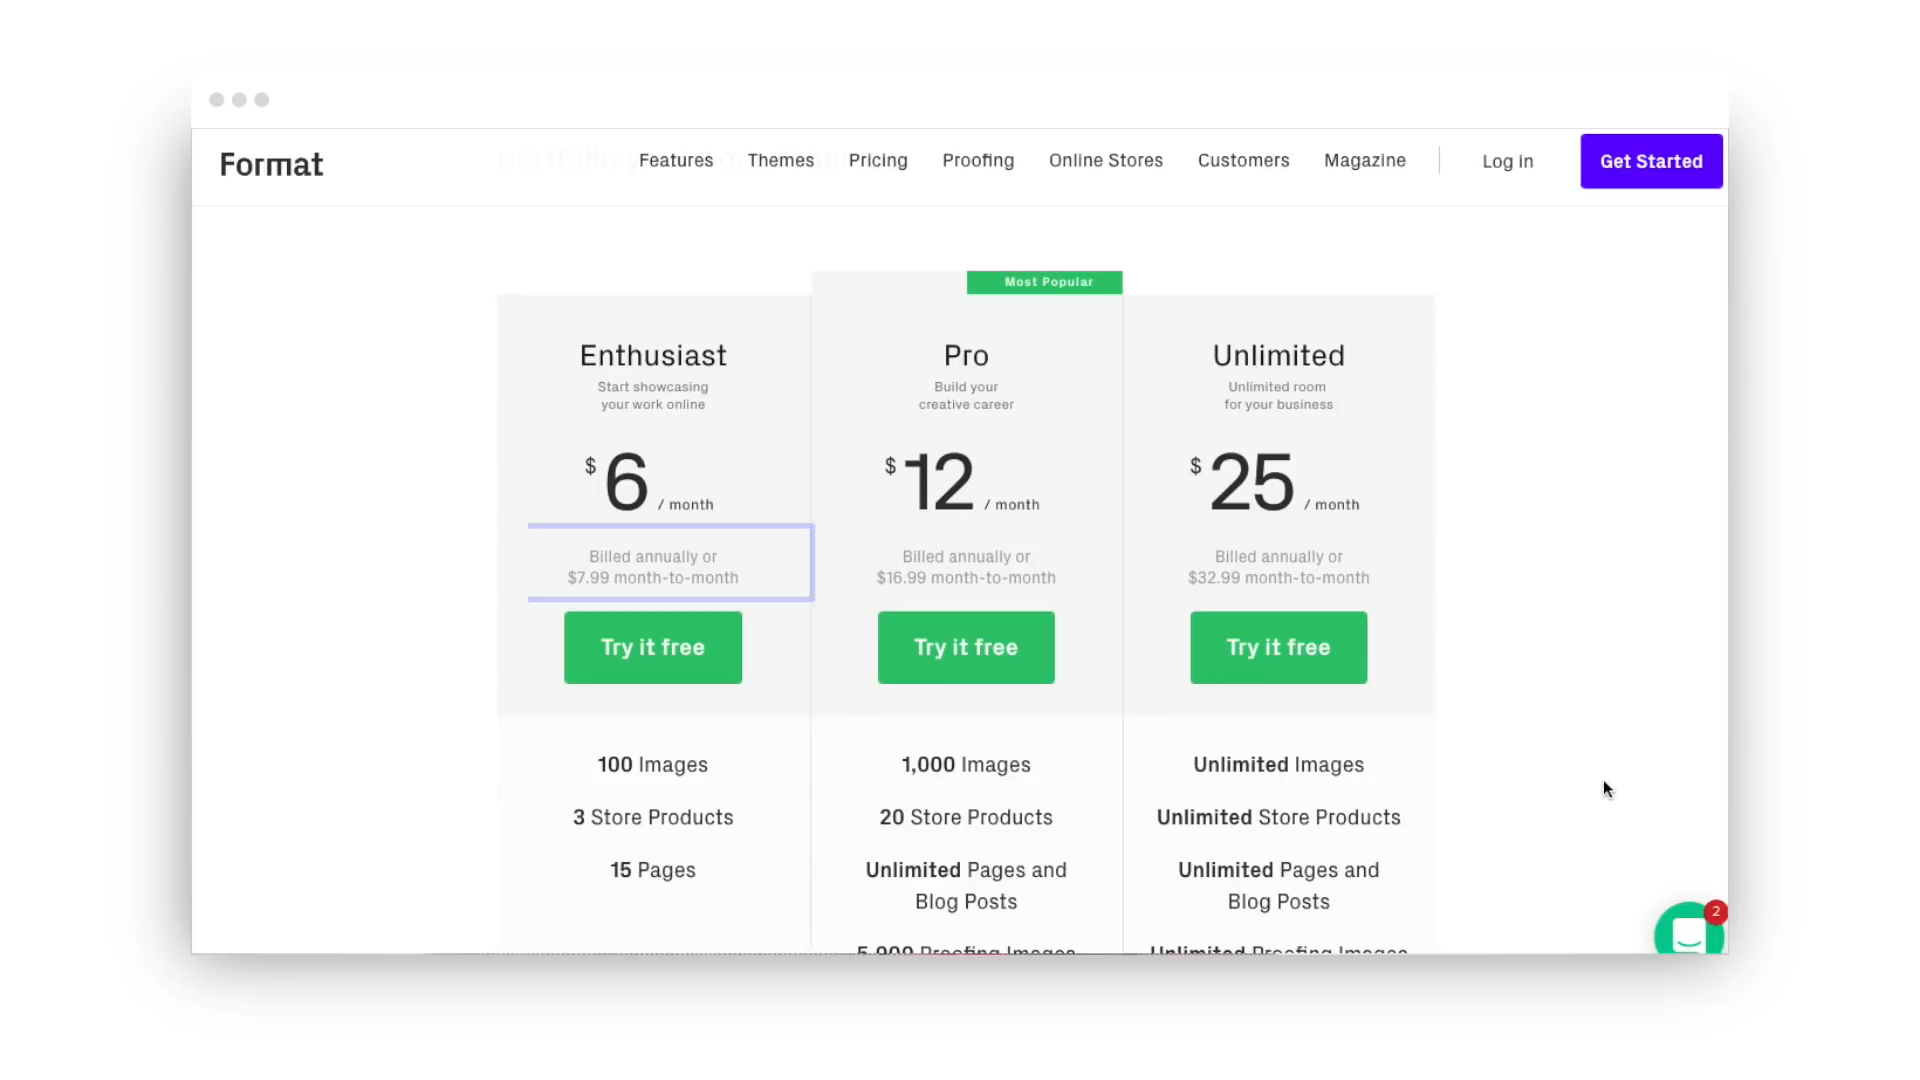 Format
Features
Themes
Pricing
Proofing
Online Stores
Customers
Magazine
Log in
Get Started
Most Popular
Enthusiast
Start showcasing
your work online
$6 / month
Billed annually or
$7.99 month-to-month
Try it free
100 Images
3 Store Products
15 Pages
Pro
Build your
creative career
$12 / month
Billed annually or
$16.99 month-to-month
Try it free
1,000 Images
20 Store Products
Unlimited Pages and
Blog Posts
Proofing Images
Unlimited
Unlimited room
for your business
$25 / month
Billed annually or
$32.99 month-to-month
Try it free
Unlimited Images
Unlimited Store Products
Unlimited Pages and
Blog Posts
Unlimited Proofing Images
2